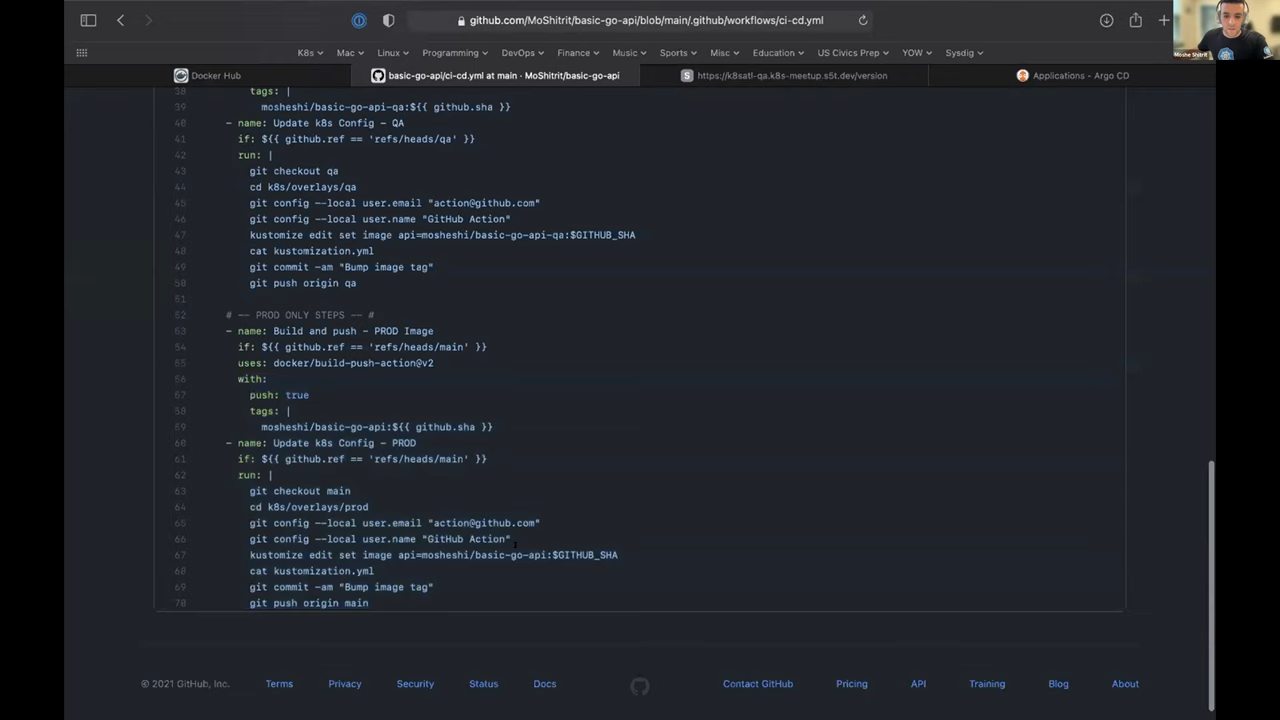 github.com/MoShitrit/basic-go-api/blob/main/.github/workflows/ci-cd.yml
K8s Mac Linux Programming DevOps Finance Music Sports Misc Education US Civics Prep YOW Sysdig
Docker Hub basic-go-api/ci-cd.yml at main · MoShitrit/basic-go-api S https://k8satl-qa.k8s-meetup.s5t.dev/version Applications - Argo CD
Moshe Shitrit
38 tags: |
39 mosheshi/basic-go-api-qa:${{ github.sha }}
40 - name: Update k8s Config - QA
41 if: ${{ github.ref == 'refs/heads/qa' }}
42 run: |
43 git checkout qa
44 cd k8s/overlays/qa
45 git config --local user.email "action@github.com"
46 git config --local user.name "GitHub Action"
47 kustomize edit set image api=mosheshi/basic-go-api-qa:$GITHUB_SHA
48 cat kustomization.yml
49 git commit -am "Bump image tag"
50 git push origin qa
51
52 # -- PROD ONLY STEPS -- #
53 - name: Build and push - PROD Image
54 if: ${{ github.ref == 'refs/heads/main' }}
55 uses: docker/build-push-action@v2
56 with:
57 push: true
58 tags: |
59 mosheshi/basic-go-api:${{ github.sha }}
60 - name: Update k8s Config - PROD
61 if: ${{ github.ref == 'refs/heads/main' }}
62 run: |
63 git checkout main
64 cd k8s/overlays/prod
65 git config --local user.email "action@github.com"
66 git config --local user.name "GitHub Action"
67 kustomize edit set image api=mosheshi/basic-go-api:$GITHUB_SHA
68 cat kustomization.yml
69 git commit -am "Bump image tag"
70 git push origin main
© 2021 GitHub, Inc. Terms Privacy Security Status Docs Contact GitHub Pricing API Training Blog About